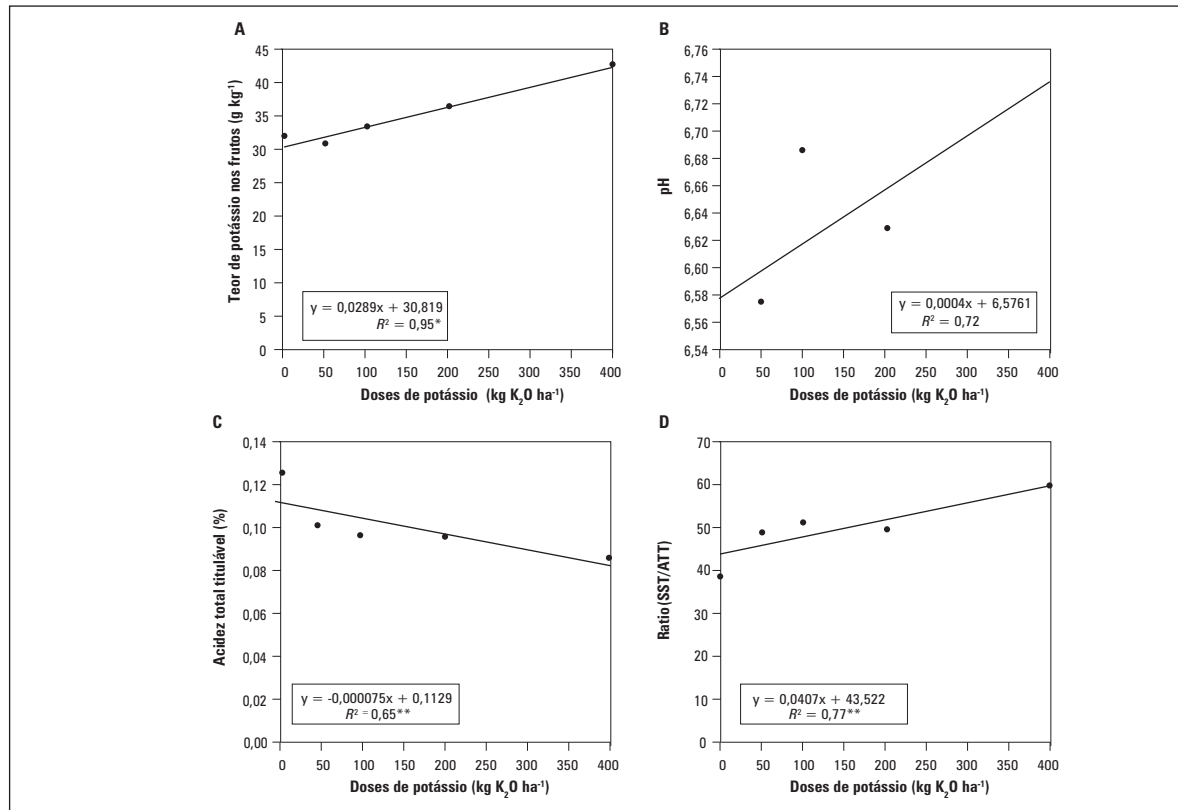 A
Teor de potássio nos frutos (g kg⁻¹)
45
40
35
30
25
20
15
10
5
0
y = 0,0289x + 30,819
R² = 0,95*
0 50 100 150 200 250 300 350 400
Doses de potássio (kg K₂O ha⁻¹)
B
pH
6,76
6,74
6,72
6,70
6,68
6,66
6,64
6,62
6,60
6,58
6,54
y = 0,0004x + 6,5761
R² = 0,72
0 50 100 150 200 250 300 350 400
Doses de potássio (kg K₂O ha⁻¹)
C
Acidez total titulável (%)
0,14
0,12
0,10
0,08
0,06
0,04
0,02
0,00
y = -0,000075x + 0,1129
R² = 0,65**
0 50 100 150 200 250 300 350 400
Doses de potássio (kg K₂O ha⁻¹)
D
Ratio (SST/ATT)
70
60
50
40
30
20
10
0
y = 0,0407x + 43,522
R² = 0,77**
0 50 100 150 200 250 300 350 400
Doses de potássio (kg K₂O ha⁻¹)